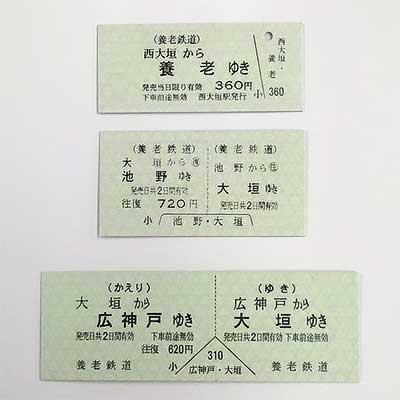 (養老鉄道)
西大垣から
養老ゆき
発売当日限り有効 360円
下車前途無効 西大垣駅発行
小
西大垣・養老
360
(養老鉄道)
大垣から
池野ゆき
発売日共2日間有効
往復 720円
(養老鉄道)
池野から
大垣ゆき
発売日共2日間有効
小 池野・大垣
(かえり)
大垣から
広神戸ゆき
発売日共2日間有効 下車前途無効
往復 620円
養老鉄道 小
(ゆき)
広神戸から
大垣ゆき
発売日共2日間有効 下車前途無効
310
広神戸・大垣
養老鉄道